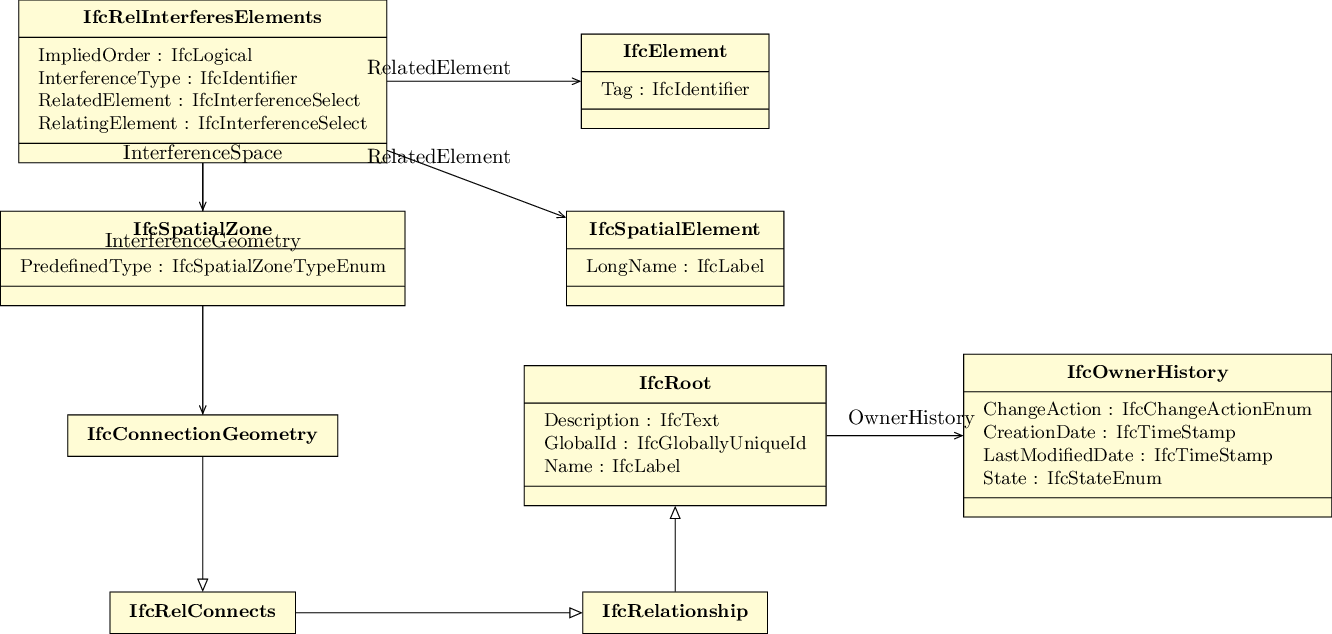 IfcRelInterferesElements
ImpliedOrder : IfcLogical
InterferenceType : IfcIdentifier
RelatedElement : IfcInterferenceSelect
RelatingElement : IfcInterferenceSelect
RelatedElement
IfcElement
Tag : IfcIdentifier
InterferenceSpace
RelatedElement
IfcSpatialZone
InterferenceGeometry
PredefinedType : IfcSpatialZoneTypeEnum
IfcSpatialElement
LongName : IfcLabel
IfcConnectionGeometry
IfcRoot
Description : IfcText
GlobalId : IfcGloballyUniqueId
Name : IfcLabel
OwnerHistory
IfcOwnerHistory
ChangeAction : IfcChangeActionEnum
CreationDate : IfcTimeStamp
LastModifiedDate : IfcTimeStamp
State : IfcStateEnum
IfcRelConnects
IfcRelationship